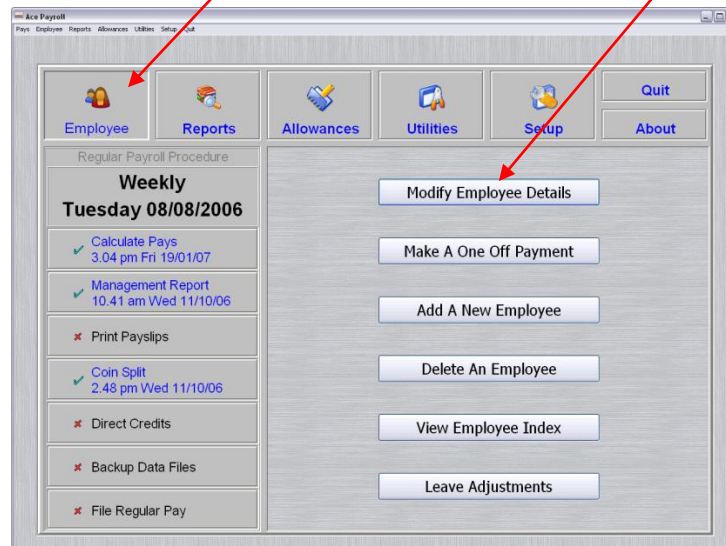 Ace Payroll
Pays Employee Reports Allowances Utilities Setup Quit
Employee
Reports
Allowances
Utilities
Setup
Quit
About
Regular Payroll Procedure
Weekly
Tuesday 08/08/2006
Calculate Pays
3.04 pm Fri 19/01/07
Management Report
10.41 am Wed 11/10/06
Print Payslips
Coin Split
2.48 pm Wed 11/10/06
Direct Credits
Backup Data Files
File Regular Pay
Modify Employee Details
Make A One Off Payment
Add A New Employee
Delete An Employee
View Employee Index
Leave Adjustments